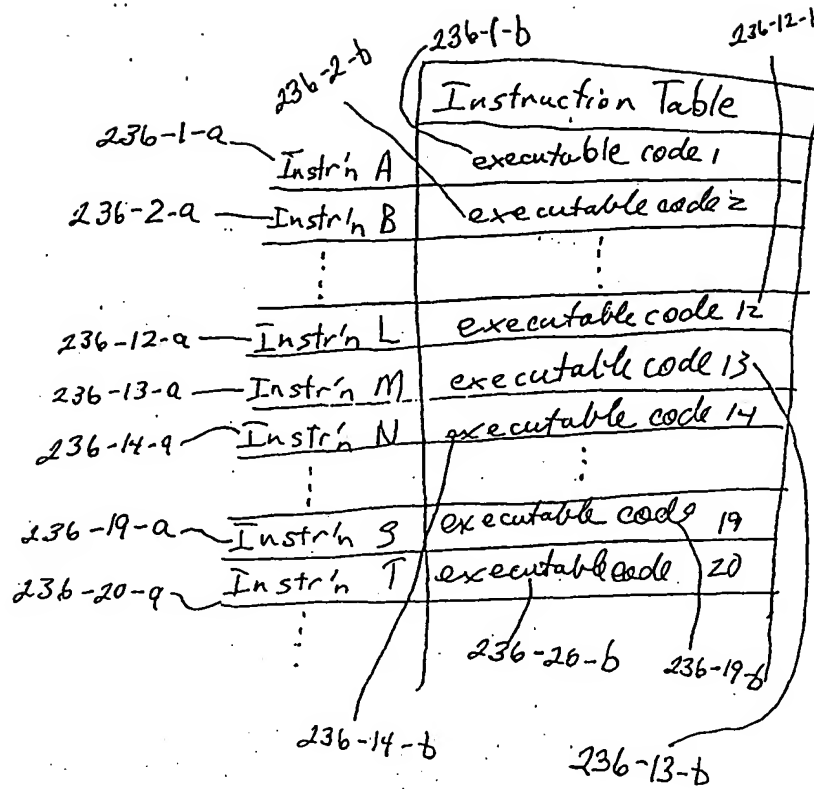 236-1-b
236-12-b
236-2-b
Instruction Table
236-1-a
Instr'n A executable code 1
236-2-a Instr'n B executable code 2
236-12-a Instr'n L executable code 12
236-13-a Instr'n M executable code 13
236-14-a Instr'n N executable code 14
236-19-a Instr'n S executable code 19
236-20-a Instr'n T executable code 20
236-20-b 236-19-b
236-14-b
236-13-b